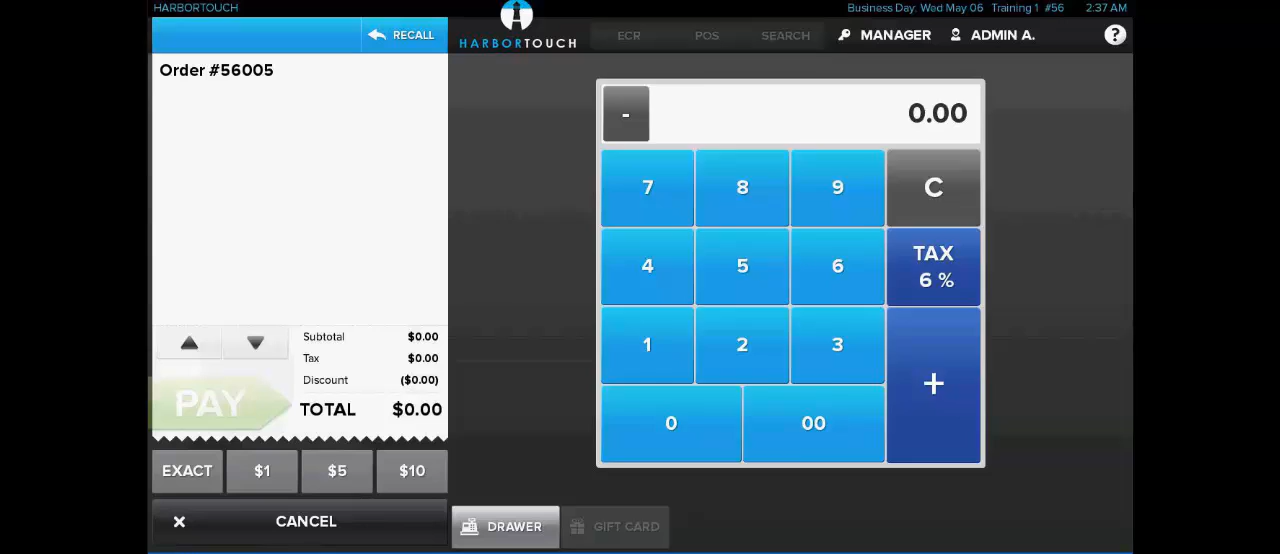 HARBORTOUCH
Business Day: Wed May 06 Training 1 #56 2:37 AM
RECALL
HARBORTOUCH
ECR POS SEARCH MANAGER ADMIN A. ?
Order #56005
- 0.00
7 8 9 C
4 5 6 TAX 6 %
1 2 3 +
0 00
Subtotal $0.00
Tax $0.00
Discount ($0.00)
PAY TOTAL $0.00
EXACT $1 $5 $10
CANCEL
DRAWER GIFT CARD